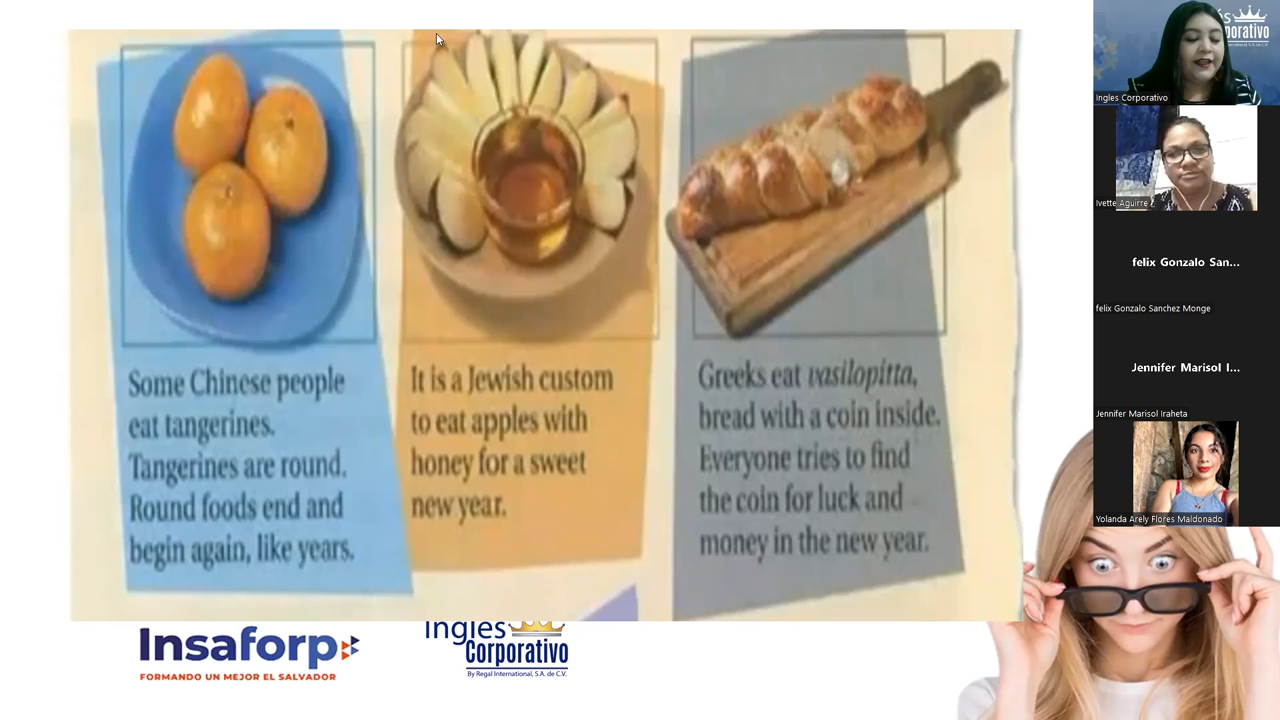 Some Chinese people
eat tangerines.
Tangerines are round.
Round foods end and
begin again, like years.
It is a Jewish custom
to eat apples with
honey for a sweet
new year.
Greeks eat vasilopitta,
bread with a coin inside.
Everyone tries to find
the coin for luck and
money in the new year.
Insaforp
FORMANDO UN MEJOR EL SALVADOR
Ingles
Corporativo
By Regal International, S.A. de C.V.
Ingles Corporativo
Ivette Aguirre
felix Gonzalo San...
felix Gonzalo Sanchez Monge
Jennifer Marisol I...
Jennifer Marisol Iraheta
Yolanda Arely Flores Maldonado